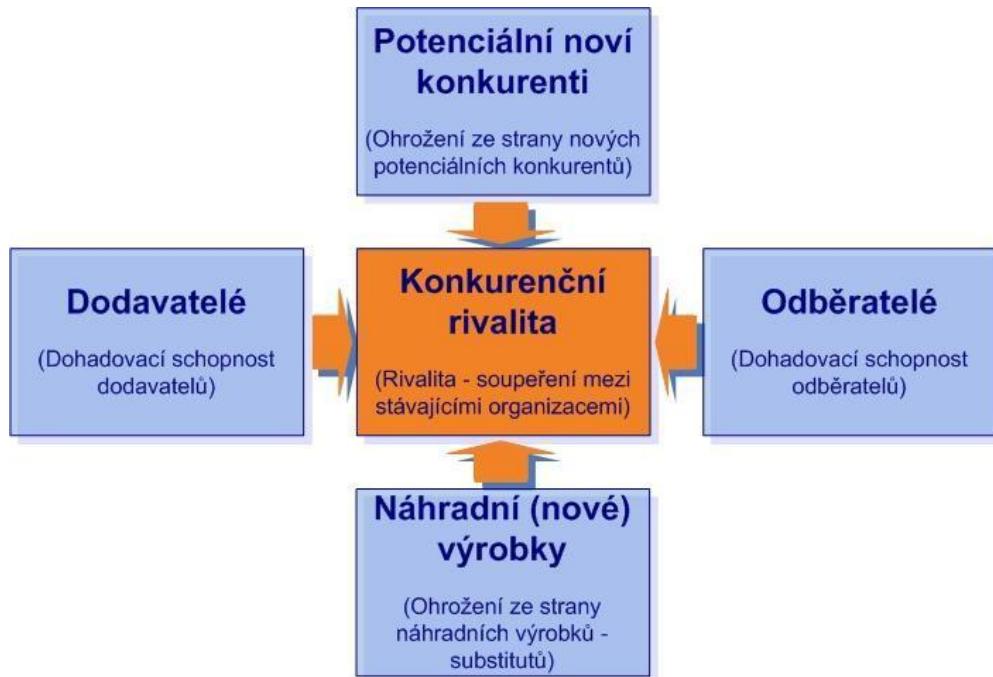 Potenciální noví
konkurenti
(Ohrožení ze strany nových
potenciálních konkurentů)
Dodavatelé
(Dohadovací schopnost
dodavatelů)
Konkurenční
rivalita
(Rivalita - soupeření mezi
stávajícími organizacemi)
Odběratelé
(Dohadovací schopnost
odběratelů)
Náhradní (nové)
výrobky
(Ohrožení ze strany
náhradních výrobků -
substitutů)